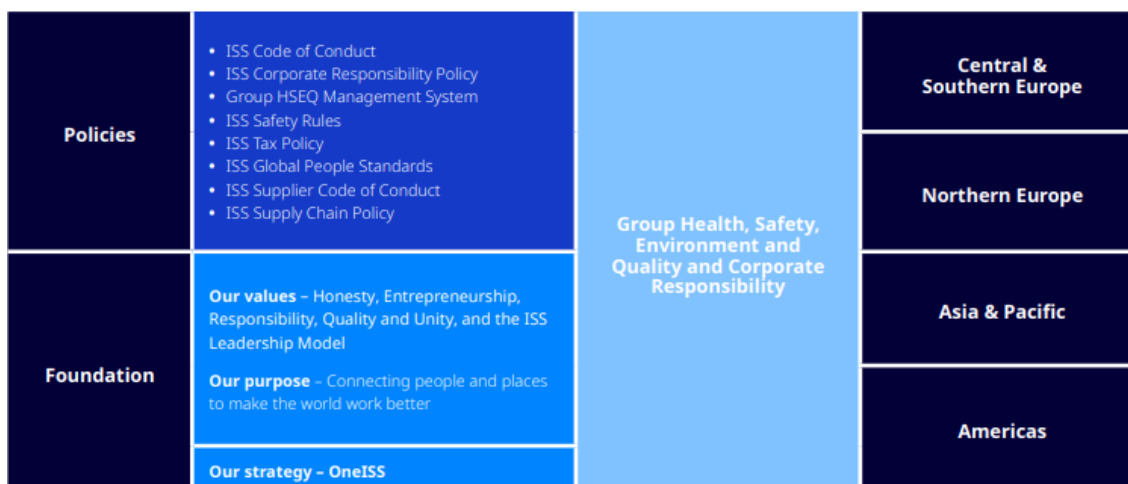 Policies
• ISS Code of Conduct
• ISS Corporate Responsibility Policy
• Group HSEQ Management System
• ISS Safety Rules
• ISS Tax Policy
• ISS Global People Standards
• ISS Supplier Code of Conduct
• ISS Supply Chain Policy
Foundation
Our values – Honesty, Entrepreneurship,
Responsibility, Quality and Unity, and the ISS
Leadership Model
Our purpose – Connecting people and places
to make the world work better
Our strategy – OneISS
Group Health, Safety,
Environment and
Quality and Corporate
Responsibility
Central &
Southern Europe
Northern Europe
Asia & Pacific
Americas